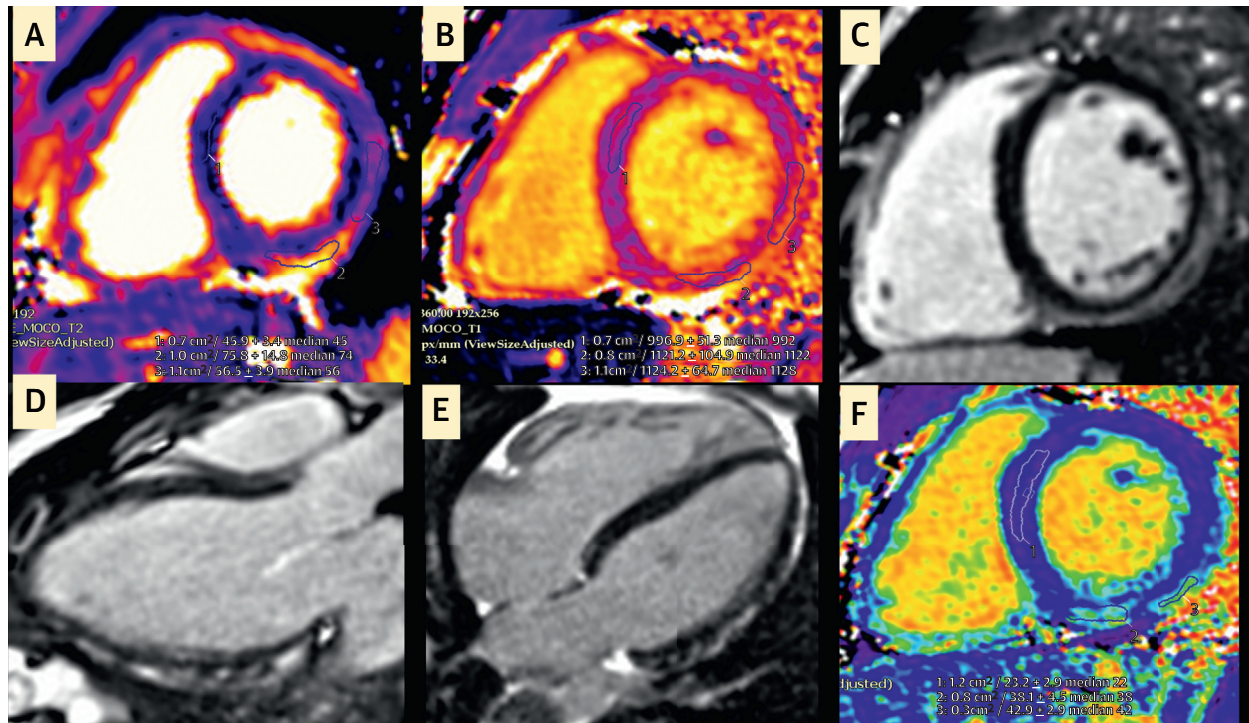 A
1
3
2
192
E_MOCO_T2
ewSizeAdjusted)
1: 0.7 cm²/ 45.9 ± 3.4 median 45
2: 1.0 cm²/ 75.8 ± 14.8 median 74
3: 1.1cm²/ 56.5 ± 3.9 median 56
B
1
3
2
360.00 192x256
MOCO_T1
px/mm (ViewSizeAdjusted)
33.4
1: 0.7 cm²/ 996.9 ± 51.3 median 992
2: 0.8 cm²/ 1121.2 ± 104.9 median 1122
3: 1.1cm²/ 1124.2 ± 64.7 median 1128
C
D
E
F
1
3
2
djusted)
1: 1.2 cm²/ 23.2 ± 2.9 median 22
2: 0.8 cm²/ 38.1 ± 4.5 median 38
3: 0.3cm²/ 42.9 ± 2.9 median 42